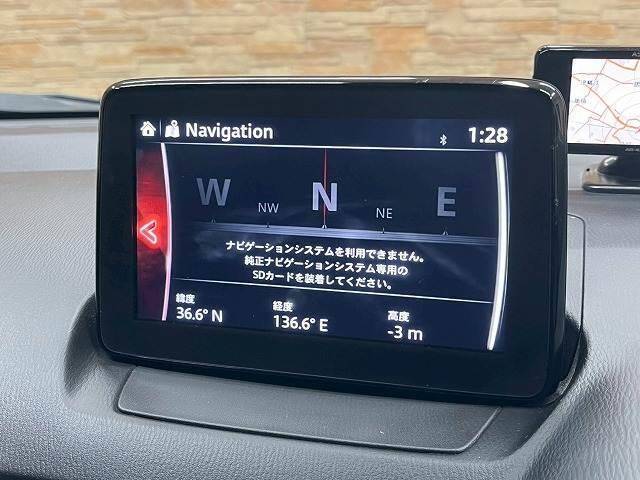 Navigation
1:28
W
NW
N
NE
E
ナビゲーションシステムを利用できません。
純正ナビゲーションシステム専用の
SDカードを装着してください。
緯度
経度
高度
36.6° N
136.6° E
-3 m